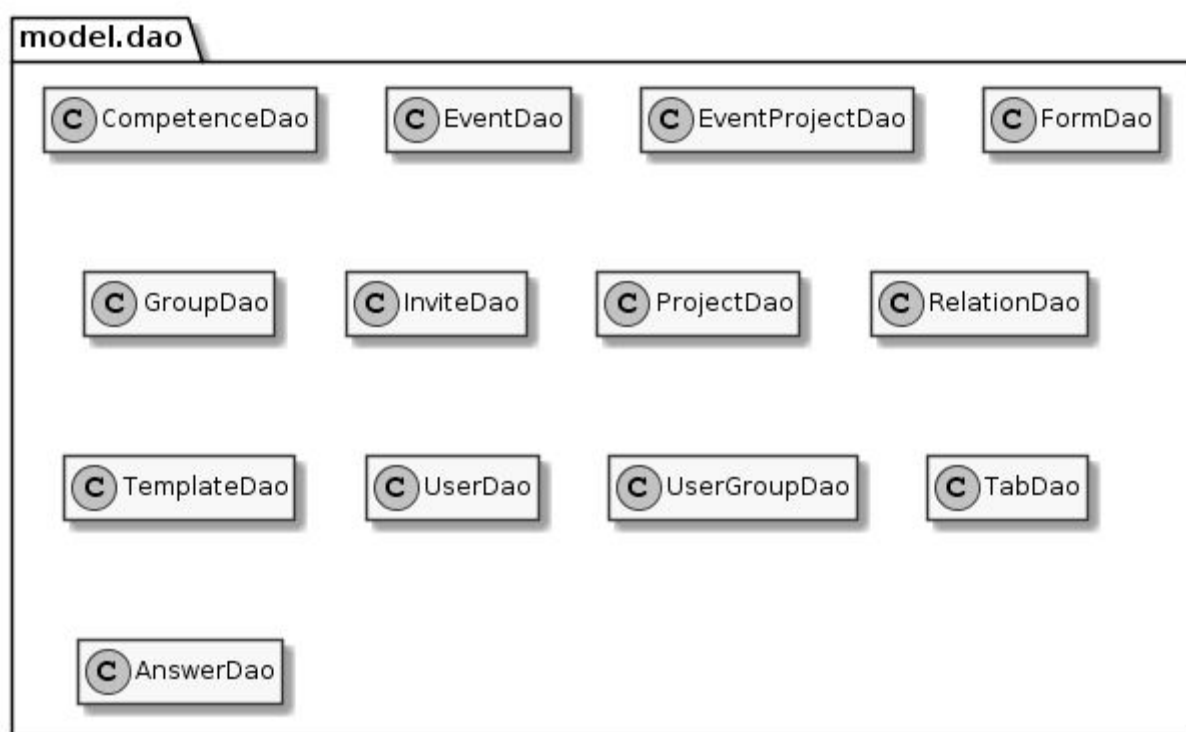 model.dao
C CompetenceDao
C EventDao
C EventProjectDao
C FormDao
C GroupDao
C InviteDao
C ProjectDao
C RelationDao
C TemplateDao
C UserDao
C UserGroupDao
C TabDao
C AnswerDao